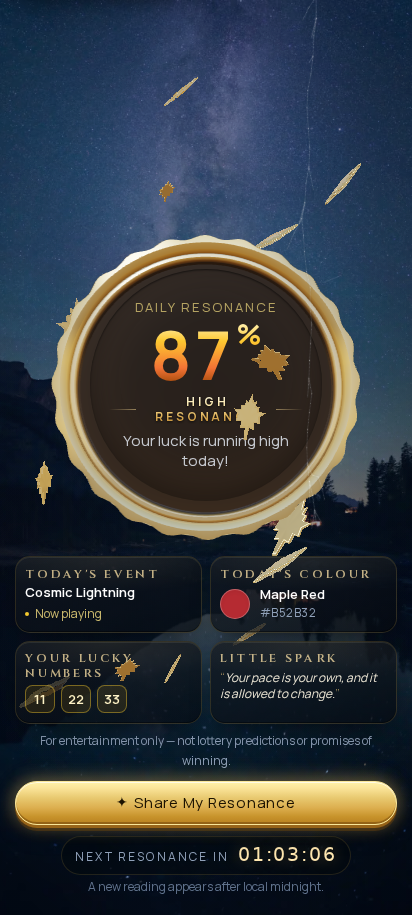 DAILY RESONANCE
87%
HIGH
Your luck is running high
today!
TODAY'S EVENT
Cosmic Lightning
Now playing
TODAY'S COLOUR
Maple Red
#B52B32
YOUR LUCKY
NUMBERS
11 22 33
LITTLE SPARK
"Your pace is your own, and it
is allowed to change."
For entertainment only — not lottery predictions or promises of
winning.
✦ Share My Resonance
NEXT RESONANCE IN 01:03:06
A new reading appears after local midnight.